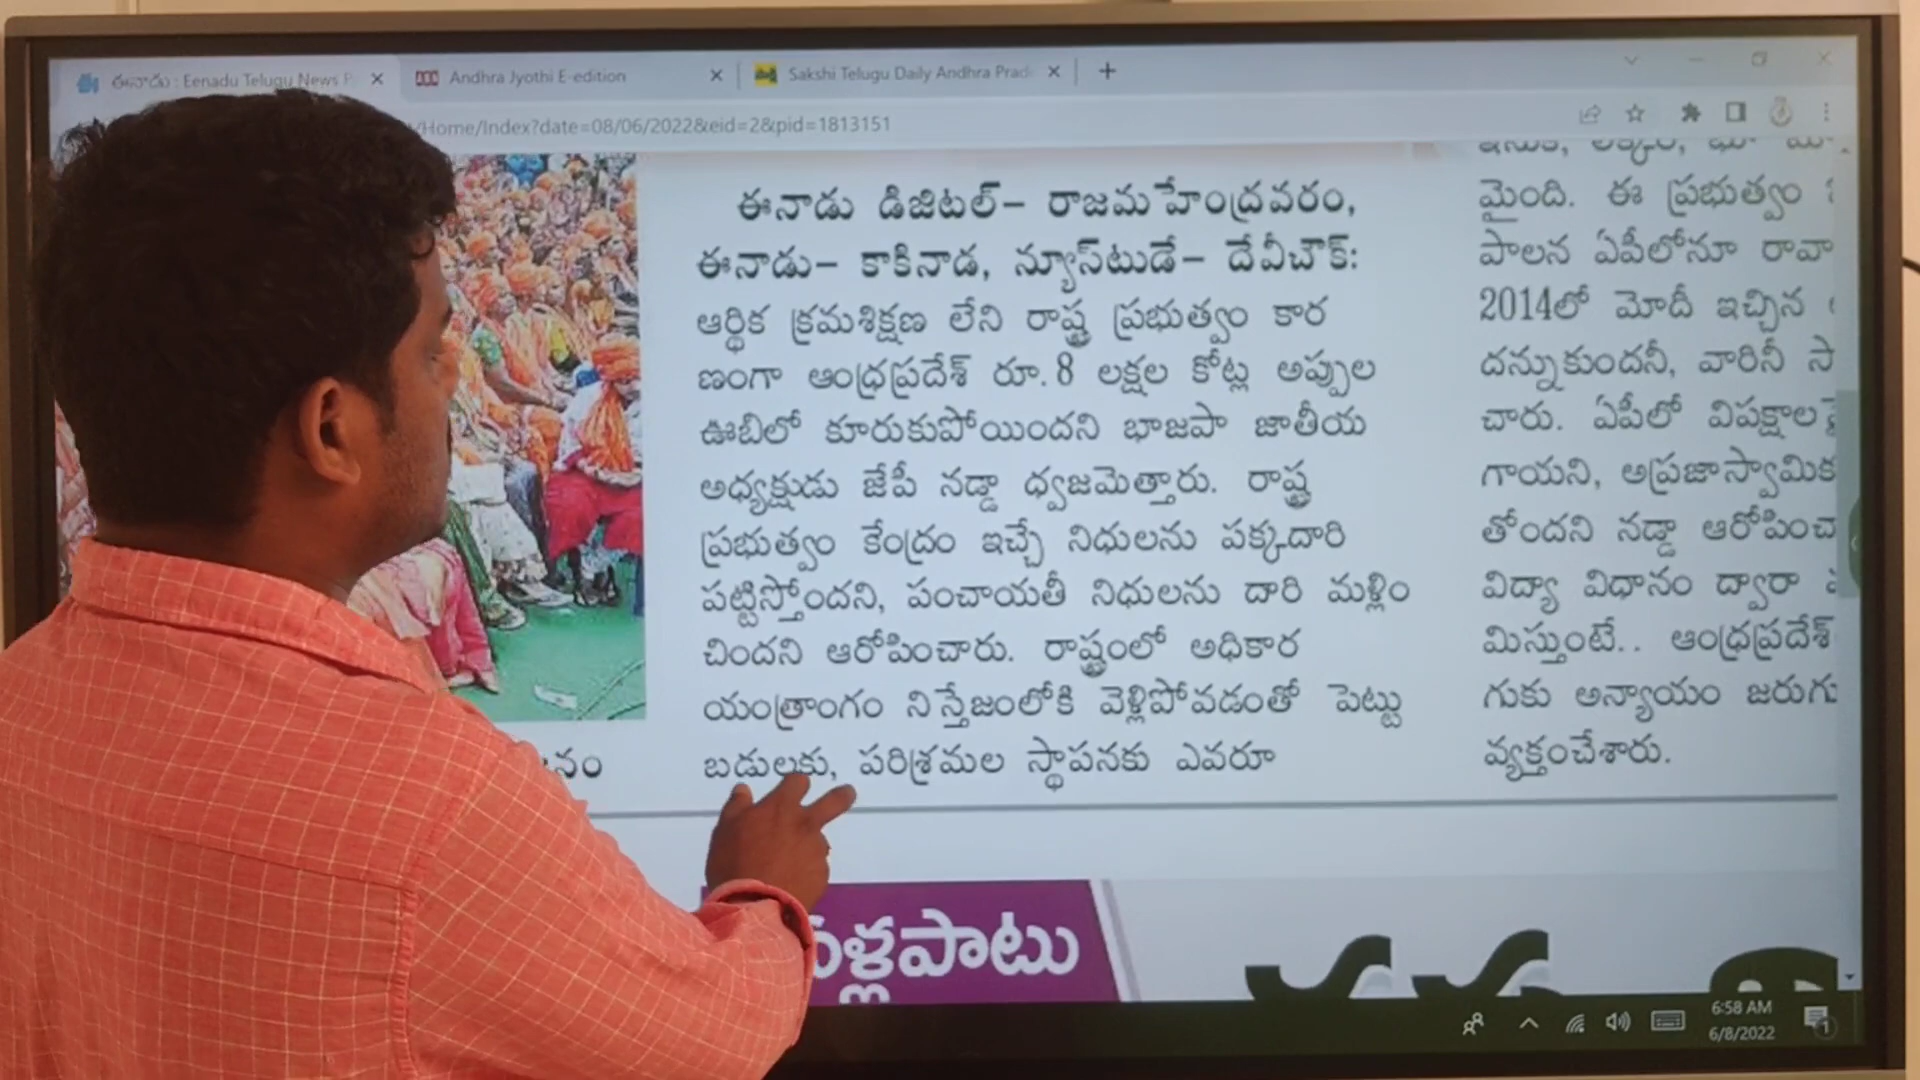 ఈనాడు : Eenadu Telugu News P
Andhra Jyothi E-edition
Sakshi Telugu Daily Andhra Prad
/Home/Index?date=08/06/2022&eid=2&pid=1813151
ఈనాడు డిజిటల్- రాజమహేంద్రవరం,
ఈనాడు- కాకినాడ, న్యూస్‌టుడే- దేవీచౌక్:
ఆర్థిక క్రమశిక్షణ లేని రాష్ట్ర ప్రభుత్వం కార
ణంగా ఆంధ్రప్రదేశ్ రూ. 8 లక్షల కోట్ల అప్పుల
ఊబిలో కూరుకుపోయిందని భాజపా జాతీయ
అధ్యక్షుడు జేపీ నడ్డా ధ్వజమెత్తారు. రాష్ట్ర
ప్రభుత్వం కేంద్రం ఇచ్చే నిధులను పక్కదారి
పట్టిస్తోందని, పంచాయతీ నిధులను దారి మళ్లిం
చిందని ఆరోపించారు. రాష్ట్రంలో అధికార
యంత్రాంగం నిస్తేజంలోకి వెళ్లిపోవడంతో పెట్టు
బడులకు, పరిశ్రమల స్థాపనకు ఎవరూ
మైంది. ఈ ప్రభుత్వం
పాలన ఏపీలోనూ రావా
2014లో మోదీ ఇచ్చిన
దన్నుకుందనీ, వారినీ సా
చారు. ఏపీలో విపక్షాల
గాయని, అప్రజాస్వామిక
తోందని నడ్డా ఆరోపించా
విద్యా విధానం ద్వారా
మిస్తుంటే.. ఆంధ్రప్రదేశ్
గుకు అన్యాయం జరుగు
వ్యక్తంచేశారు.
నం
ళ్లపాటు
6:58 AM
6/8/2022
1